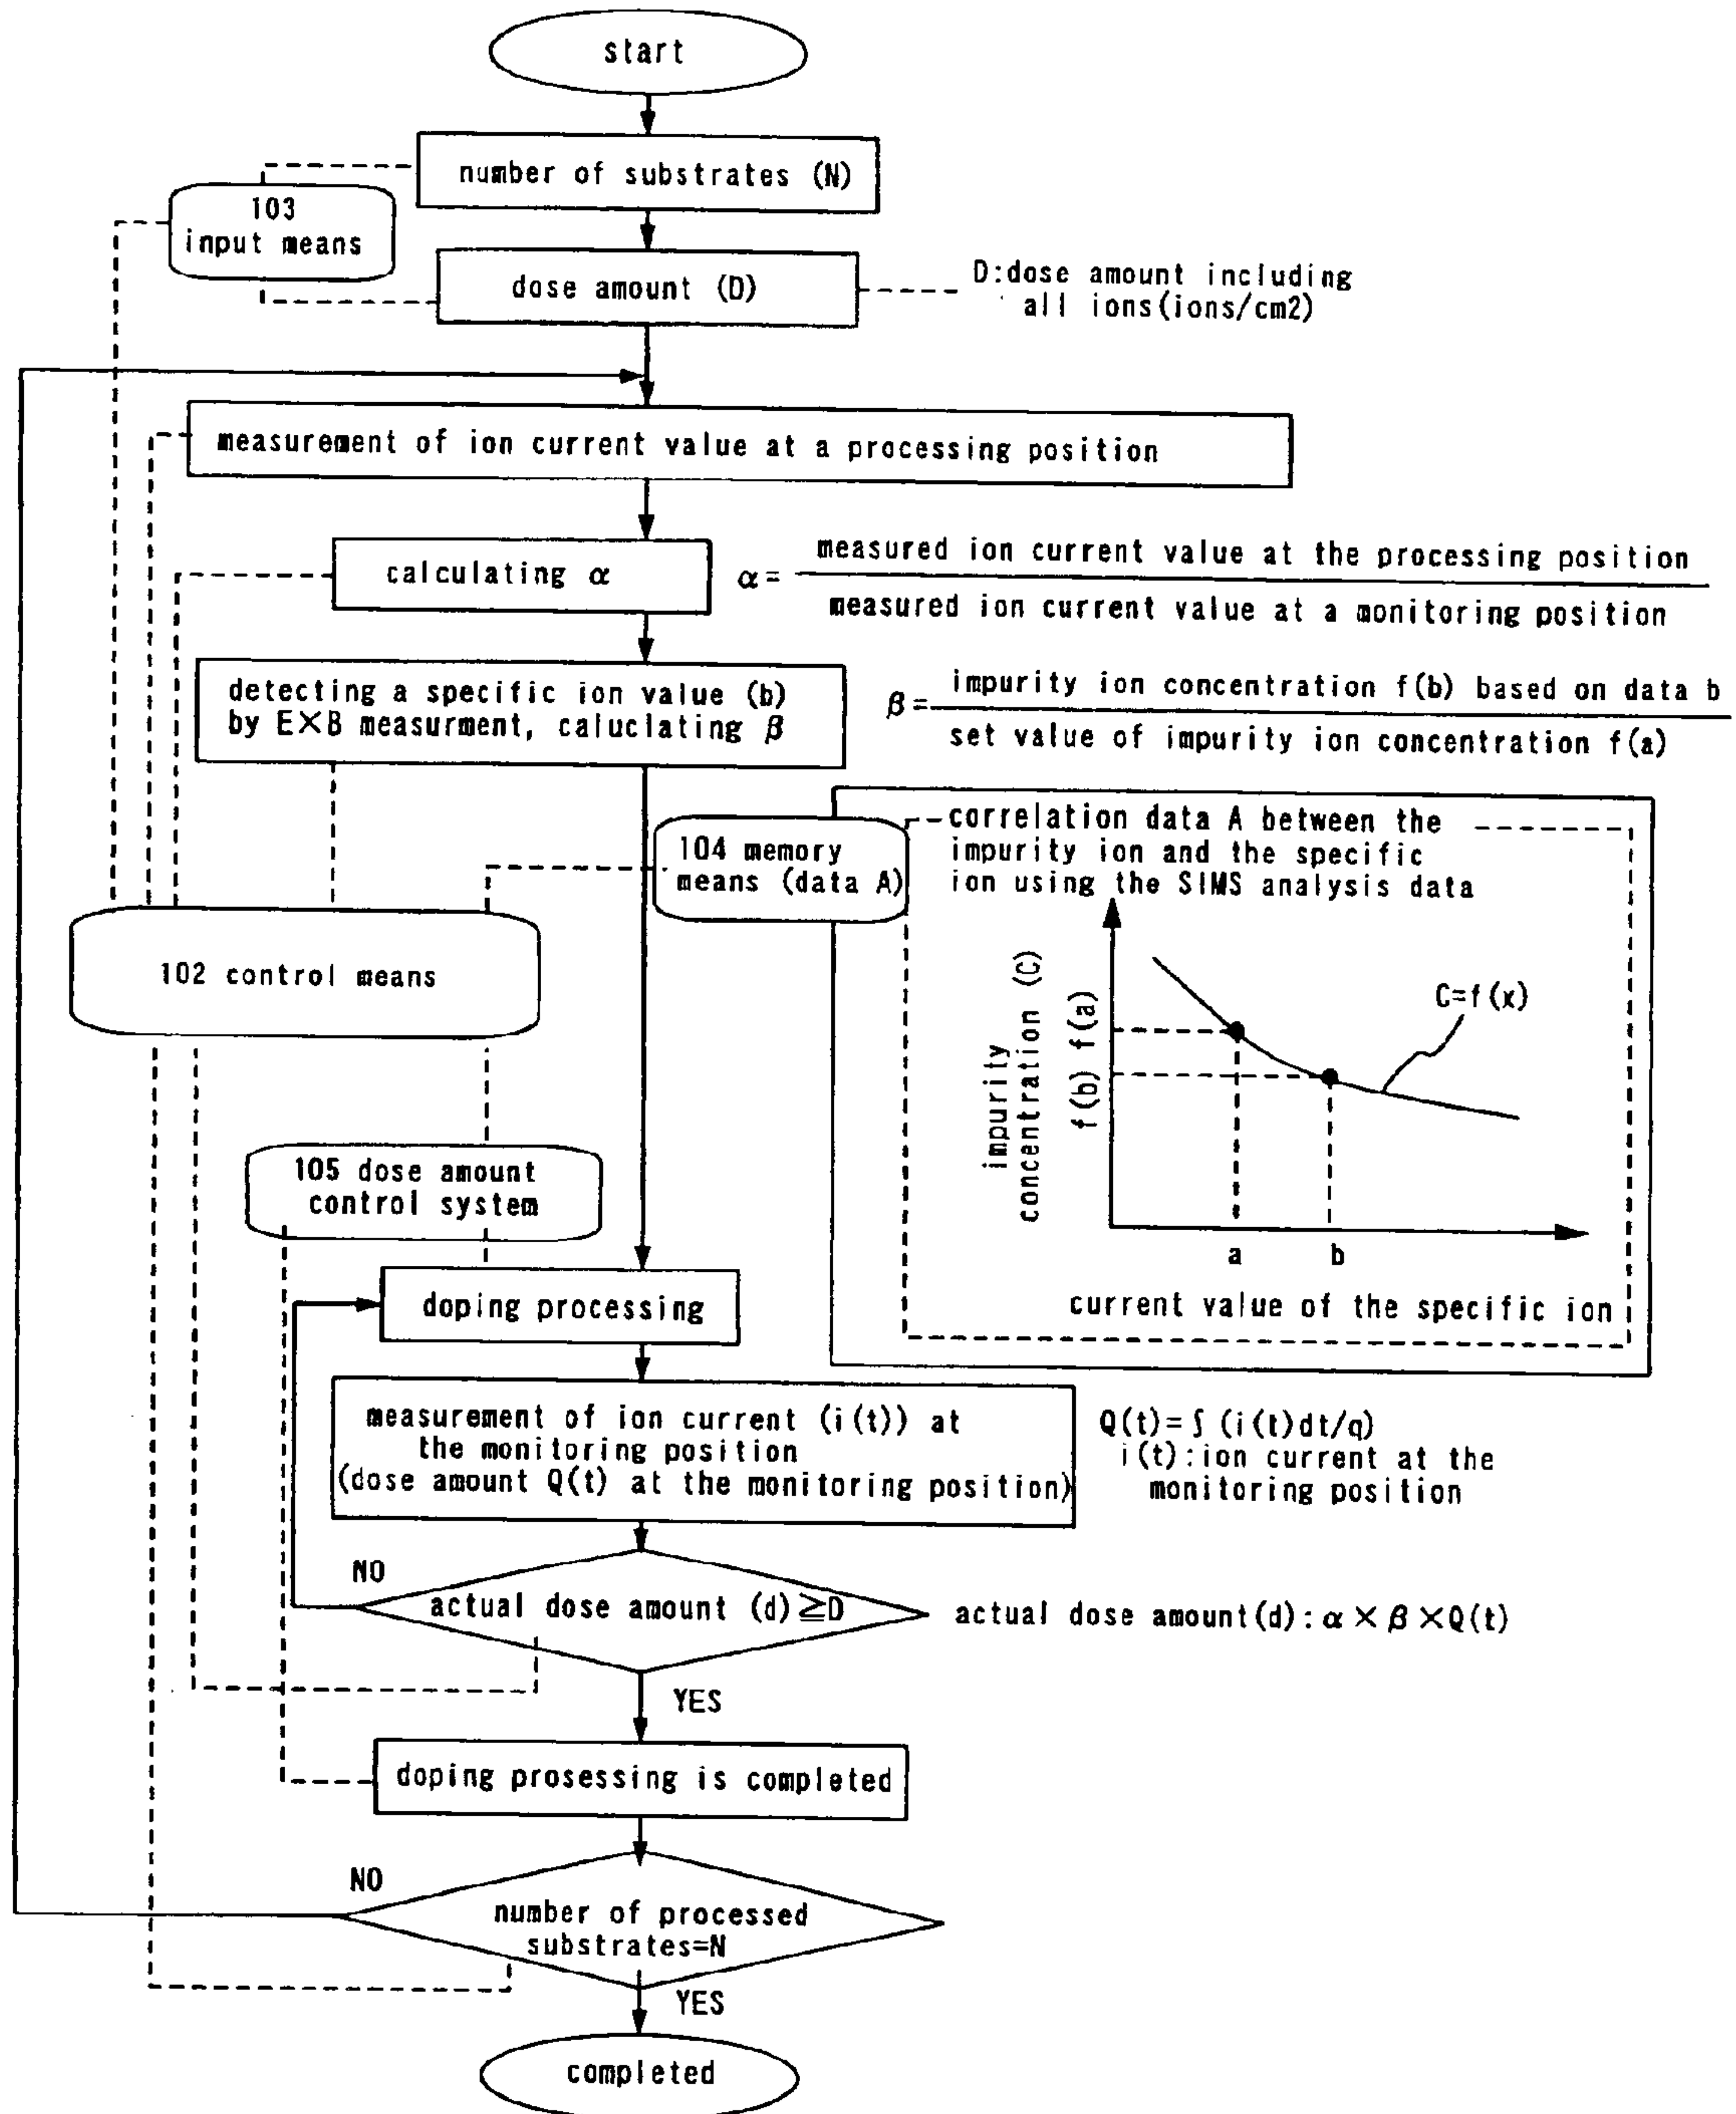 start
number of substrates (N)
103
input means
dose amount (D)
D:dose amount including
all ions(ions/cm2)
measurement of ion current value at a processing position
calculating α
α=
measured ion current value at the processing position
measured ion current value at a monitoring position
detecting a specific ion value (b)
by E×B measurment, caluclating β
β=
impurity ion concentration f(b) based on data b
set value of impurity ion concentration f(a)
104 memory
means (data A)
correlation data A between the
impurity ion and the specific
ion using the SIMS analysis data
102 control means
impurity
concentration (C)
f(b) f(a)
C=f(x)
a
b
current value of the specific ion
105 dose amount
control system
doping processing
measurement of ion current (i(t)) at
the monitoring position
(dose amount Q(t) at the monitoring position)
Q(t)=∫(i(t)dt/q)
i(t):ion current at the
monitoring position
NO
actual dose amount (d)≧D
actual dose amount(d):α×β×Q(t)
YES
doping prosessing is completed
NO
number of processed
substrates=N
YES
completed